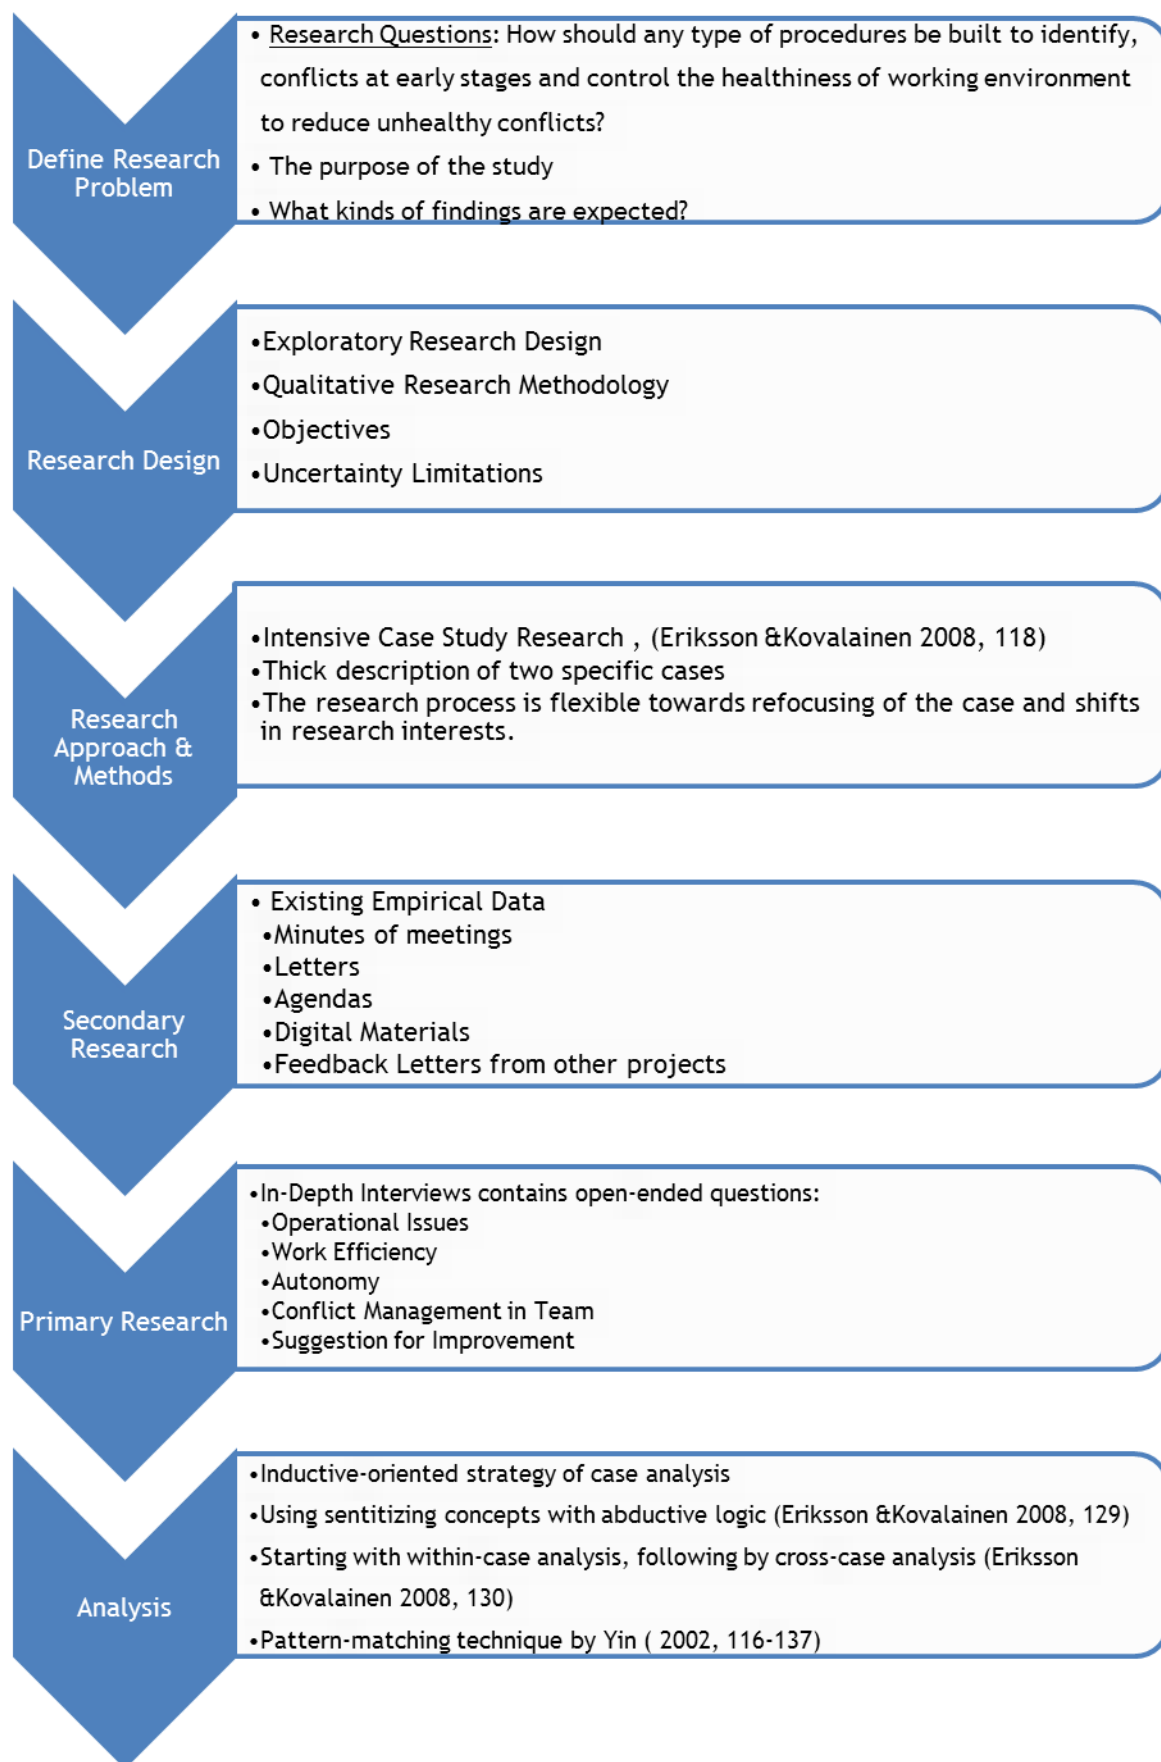 Define Research
Problem
• Research Questions: How should any type of procedures be built to identify,
conflicts at early stages and control the healthiness of working environment
to reduce unhealthy conflicts?
• The purpose of the study
• What kinds of findings are expected?
Research Design
•Exploratory Research Design
•Qualitative Research Methodology
•Objectives
•Uncertainty Limitations
Research
Approach &
Methods
•Intensive Case Study Research , (Eriksson &Kovalainen 2008, 118)
•Thick description of two specific cases
•The research process is flexible towards refocusing of the case and shifts
in research interests.
Secondary
Research
• Existing Empirical Data
•Minutes of meetings
•Letters
•Agendas
•Digital Materials
•Feedback Letters from other projects
Primary Research
•In-Depth Interviews contains open-ended questions:
•Operational Issues
•Work Efficiency
•Autonomy
•Conflict Management in Team
•Suggestion for Improvement
Analysis
•Inductive-oriented strategy of case analysis
•Using sentitizing concepts with abductive logic (Eriksson &Kovalainen 2008, 129)
•Starting with within-case analysis, following by cross-case analysis (Eriksson
&Kovalainen 2008, 130)
•Pattern-matching technique by Yin ( 2002, 116-137)